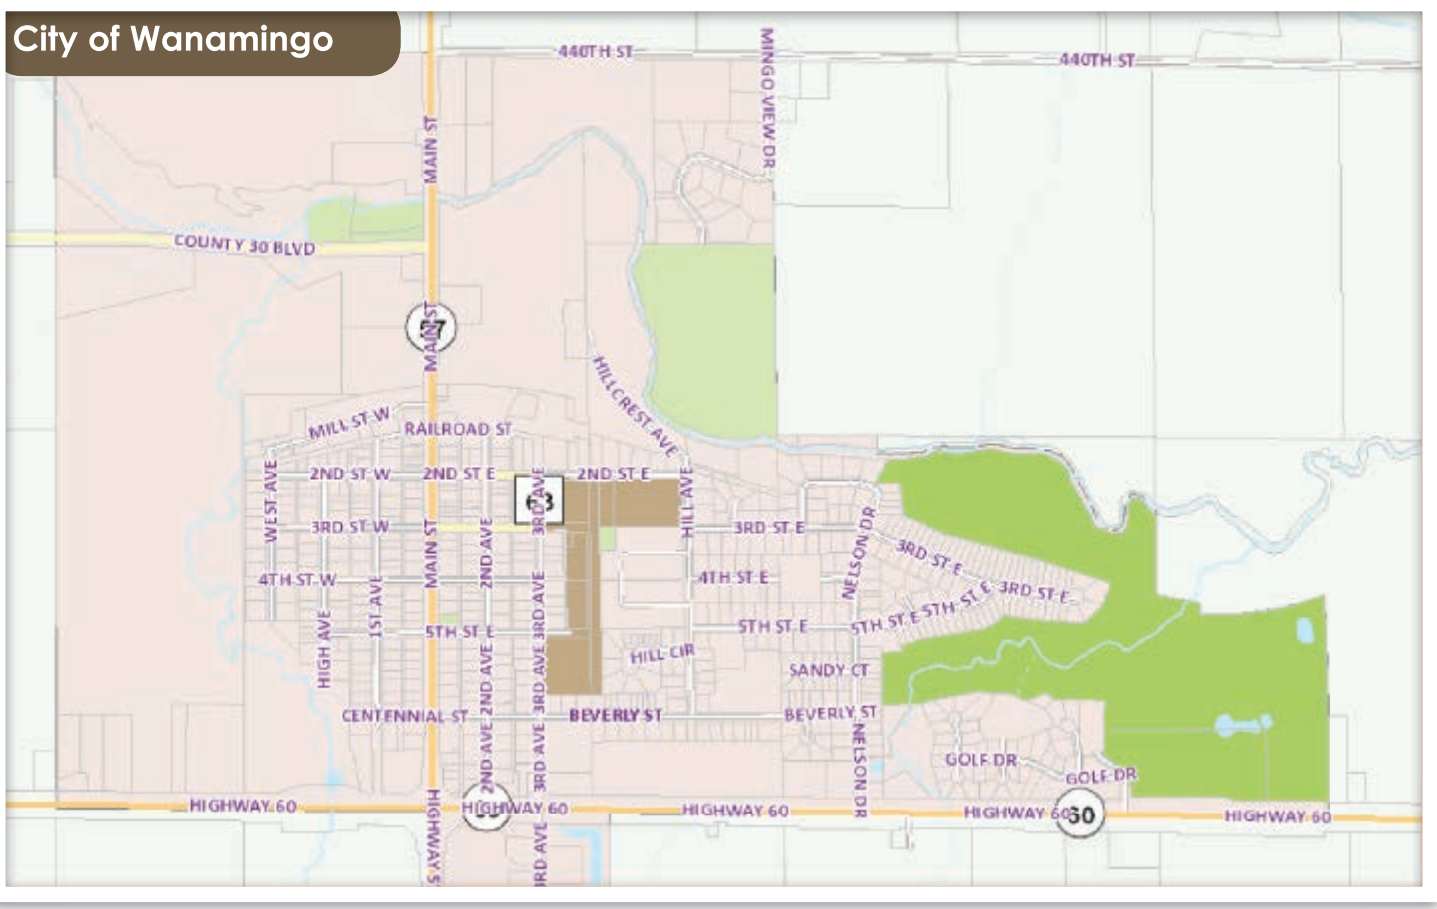 City of Wanamingo
440TH ST
440TH ST
MINGO VIEW DR
MAIN ST
COUNTY 30 BLVD
MAIN ST
57
MAIN ST
HILLCREST AVE
MILL ST W
RAILROAD ST
2ND ST W
2ND ST E
2ND ST E
WEST AVE
3RD AVE
63
HILL AVE
3RD ST W
MAIN ST
2ND AVE
3RD ST E
NELSON DR
3RD ST E
3RD ST E
4TH ST W
4TH ST E
HIGH AVE
1ST AVE
3RD AVE
5TH ST E
5TH ST E
5TH ST E
5TH ST E
HILL CIR
SANDY CT
2ND AVE
3RD AVE
CENTENNIAL ST
BEVERLY ST
BEVERLY ST
2ND AVE
3RD AVE
NELSON DR
GOLF DR
GOLF DR
HIGHWAY 60
HIGHWAY 60
HIGHWAY 60
HIGHWAY 60
60
HIGHWAY 60
HIGHWAY S
3RD AVE